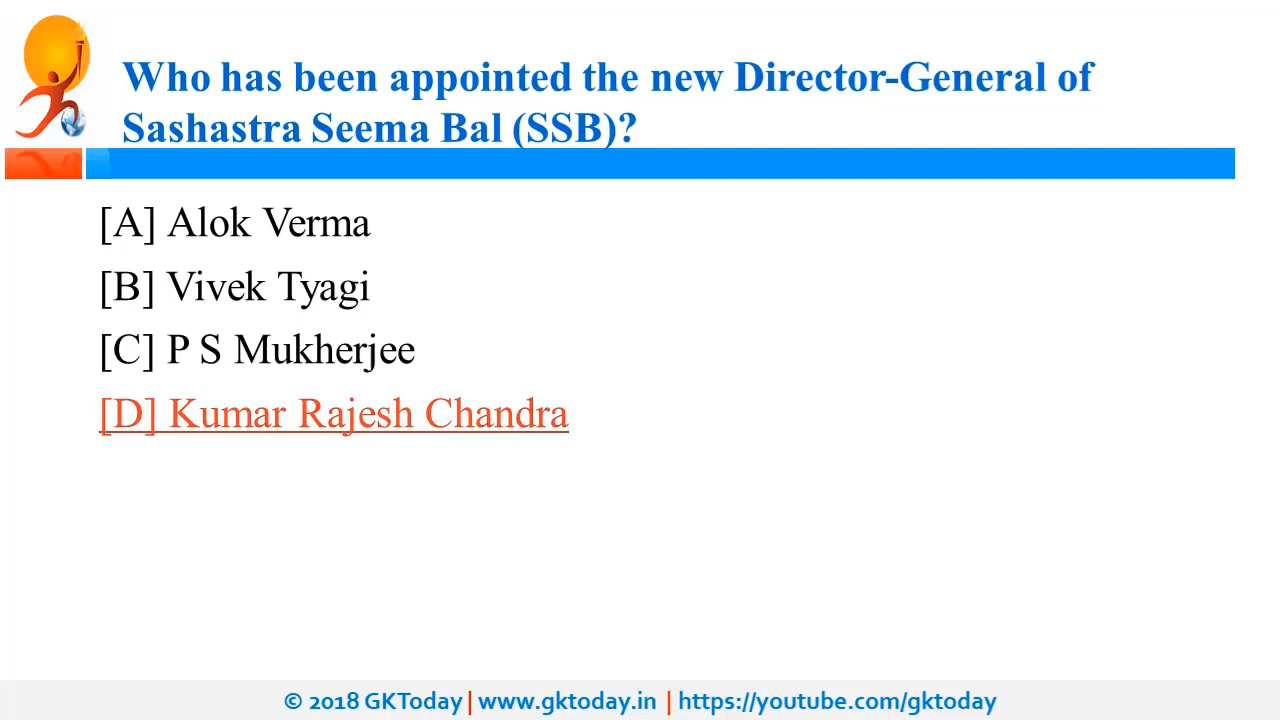 Who has been appointed the new Director-General of
Sashastra Seema Bal (SSB)?
[A] Alok Verma
[B] Vivek Tyagi
[C] P S Mukherjee
[D] Kumar Rajesh Chandra
© 2018 GKToday | www.gktoday.in | https://youtube.com/gktoday